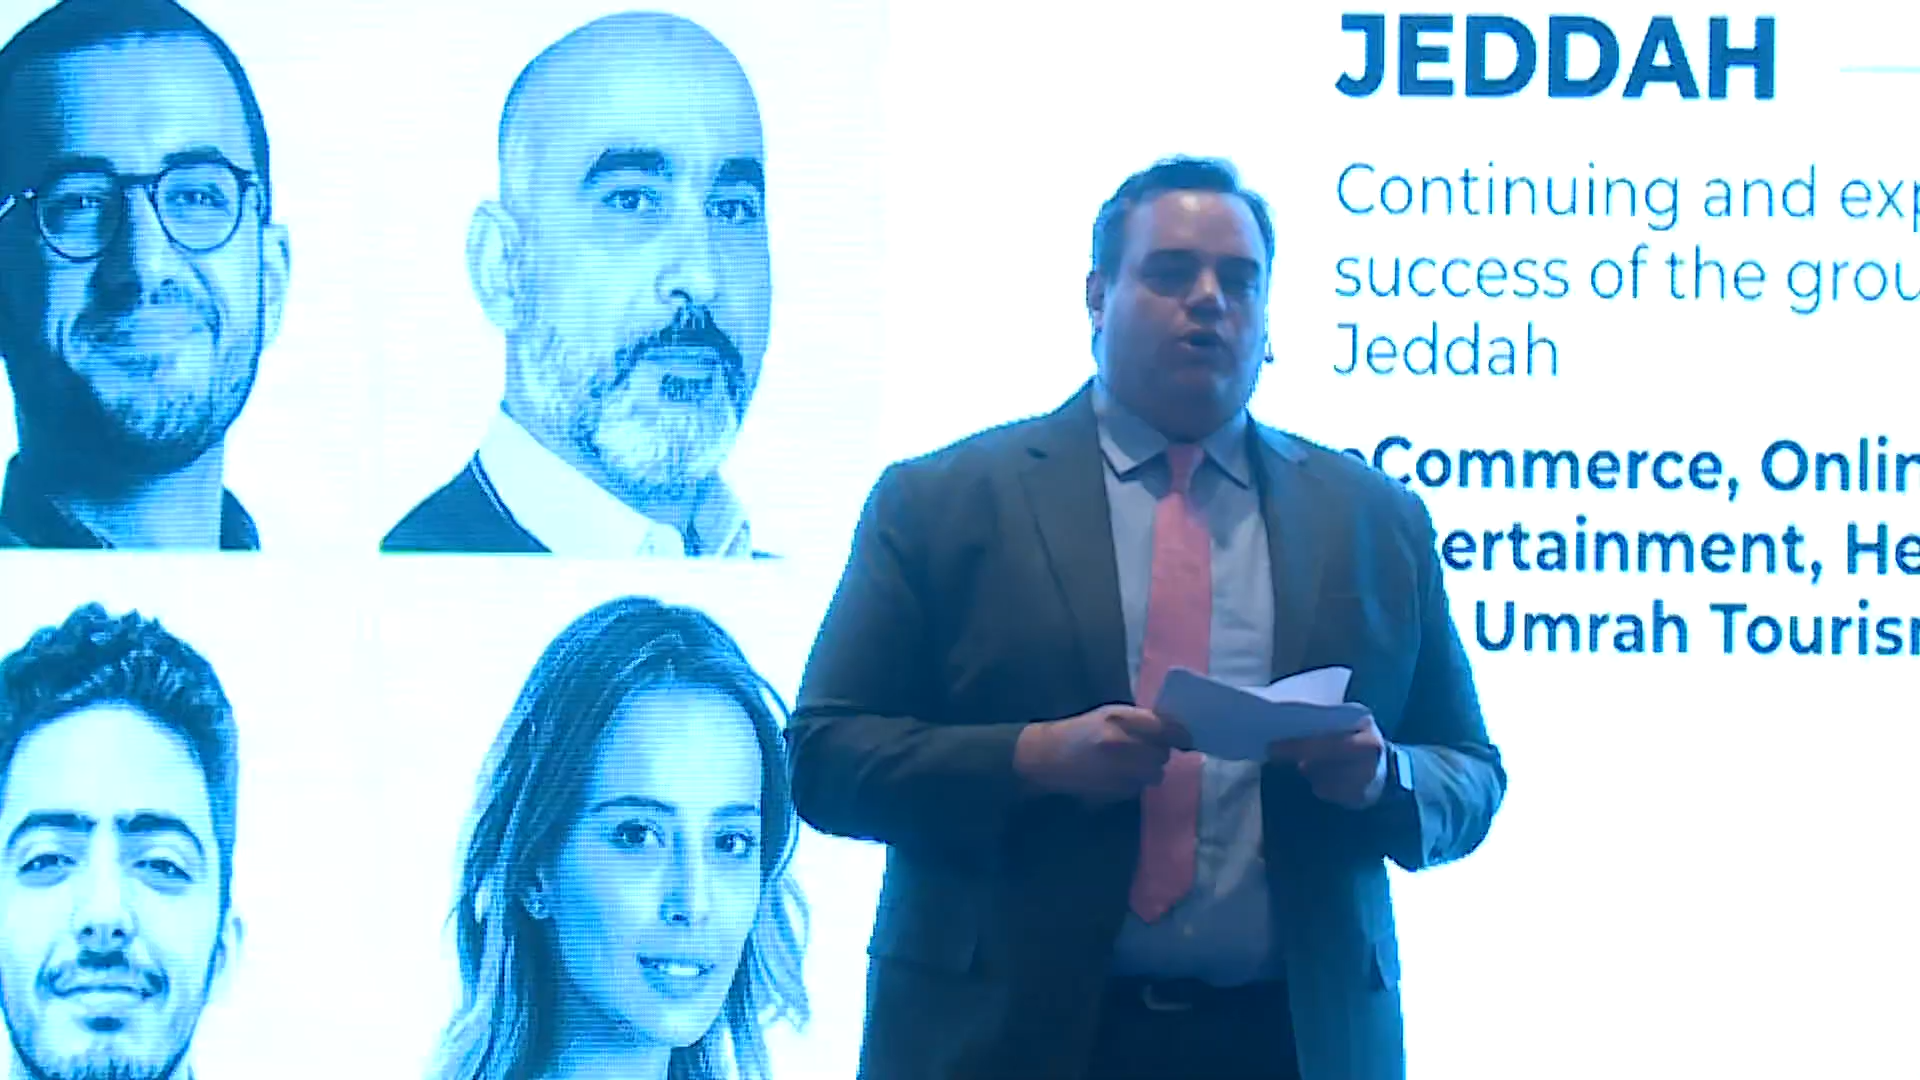 JEDDAH
Continuing and exp
success of the grou
Jeddah
eCommerce, Onlin
ertainment, He
Umrah Touris